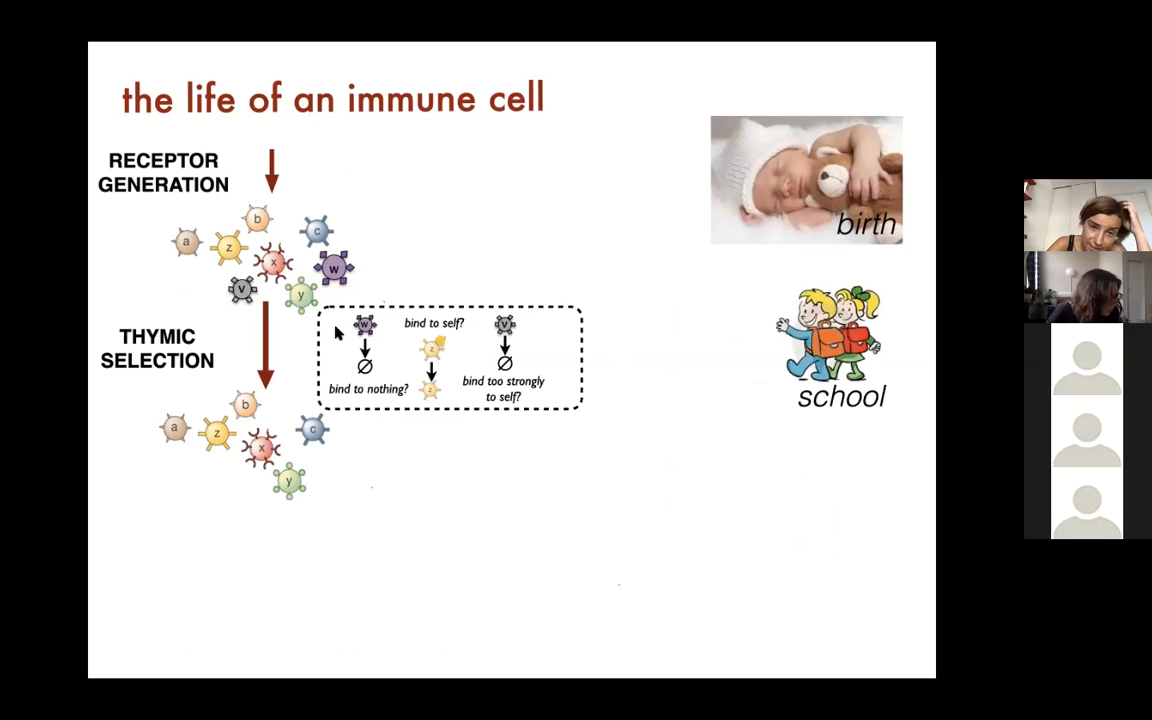 the life of an immune cell
RECEPTOR
GENERATION
b
a
z
c
x
w
v
y
birth
THYMIC
SELECTION
w
bind to self?
v
z
bind to nothing?
z
bind too strongly
to self?
school
b
a
z
x
c
y